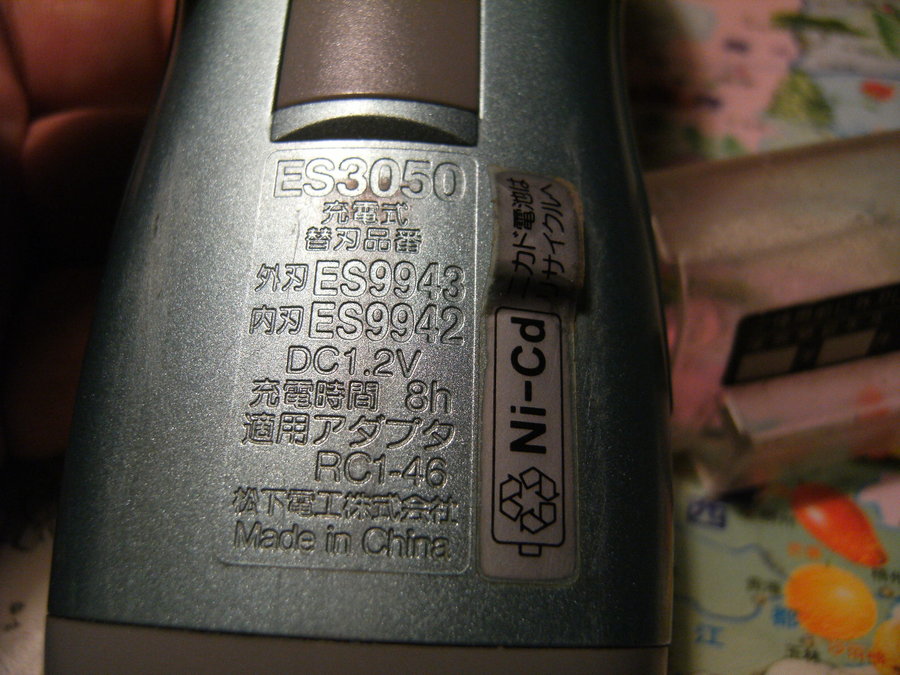 ES3050
充電式
替刃品番
外刃 ES9943
内刃 ES9942
DC1.2V
充電時間 8h
適用アダプタ
RC1-46
松下電工株式会社
Made in China
ニカド電池は
リサイクルへ
Ni-Cd
西
江